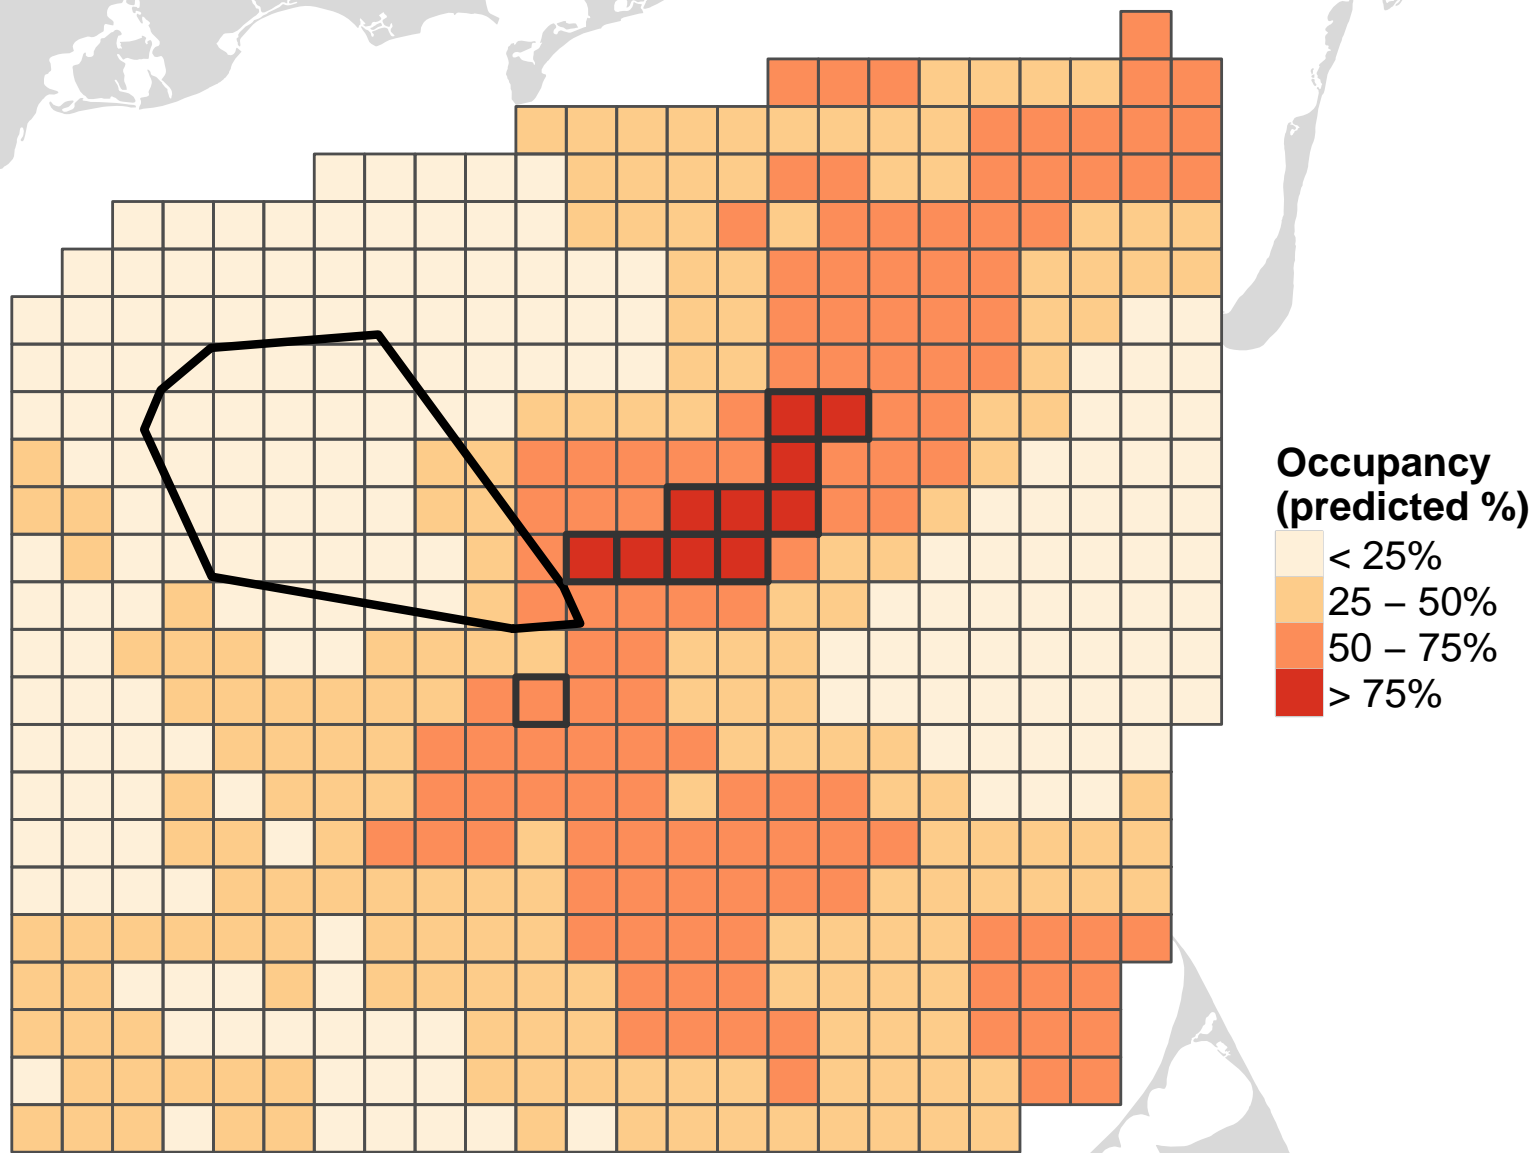 Occupancy
(predicted %)
< 25%
25 – 50%
50 – 75%
> 75%